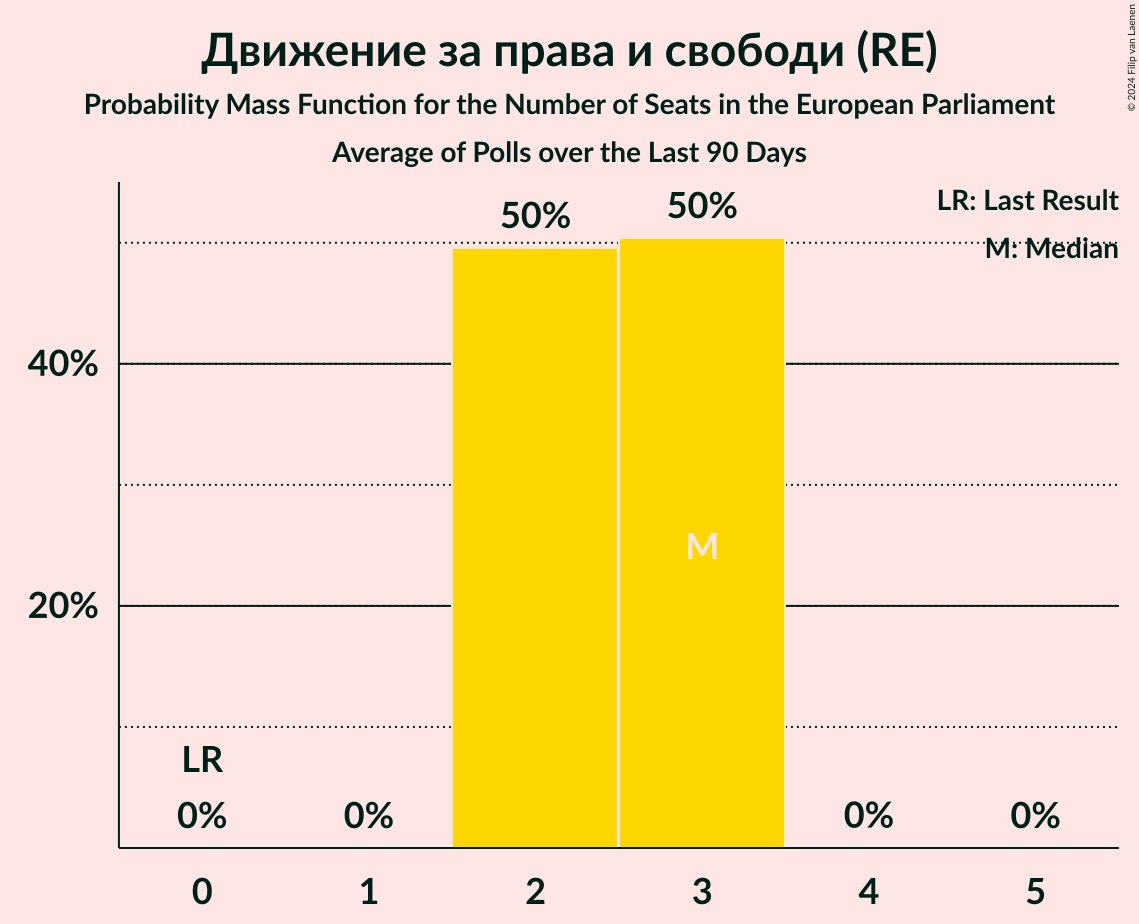 Движение за права и свободи (RE)
Probability Mass Function for the Number of Seats in the European Parliament
Average of Polls over the Last 90 Days
© 2024 Filip van Laenen
LR: Last Result
M: Median
50%
50%
40%
20%
M
LR
0%
0%
0%
0%
0
1
2
3
4
5